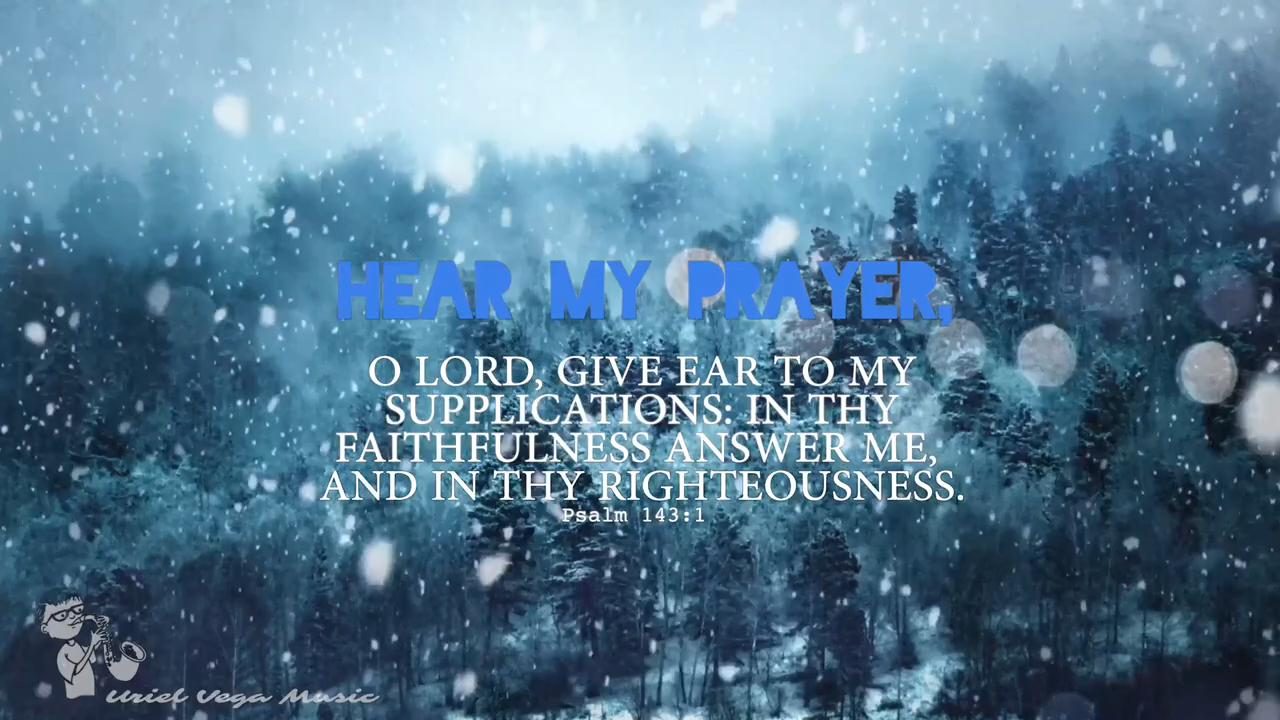 HEAR MY PRAYER,
O LORD, GIVE EAR TO MY
SUPPLICATIONS: IN THY
FAITHFULNESS ANSWER ME,
AND IN THY RIGHTEOUSNESS.
Psalm 143:1
Uriel Vega Music